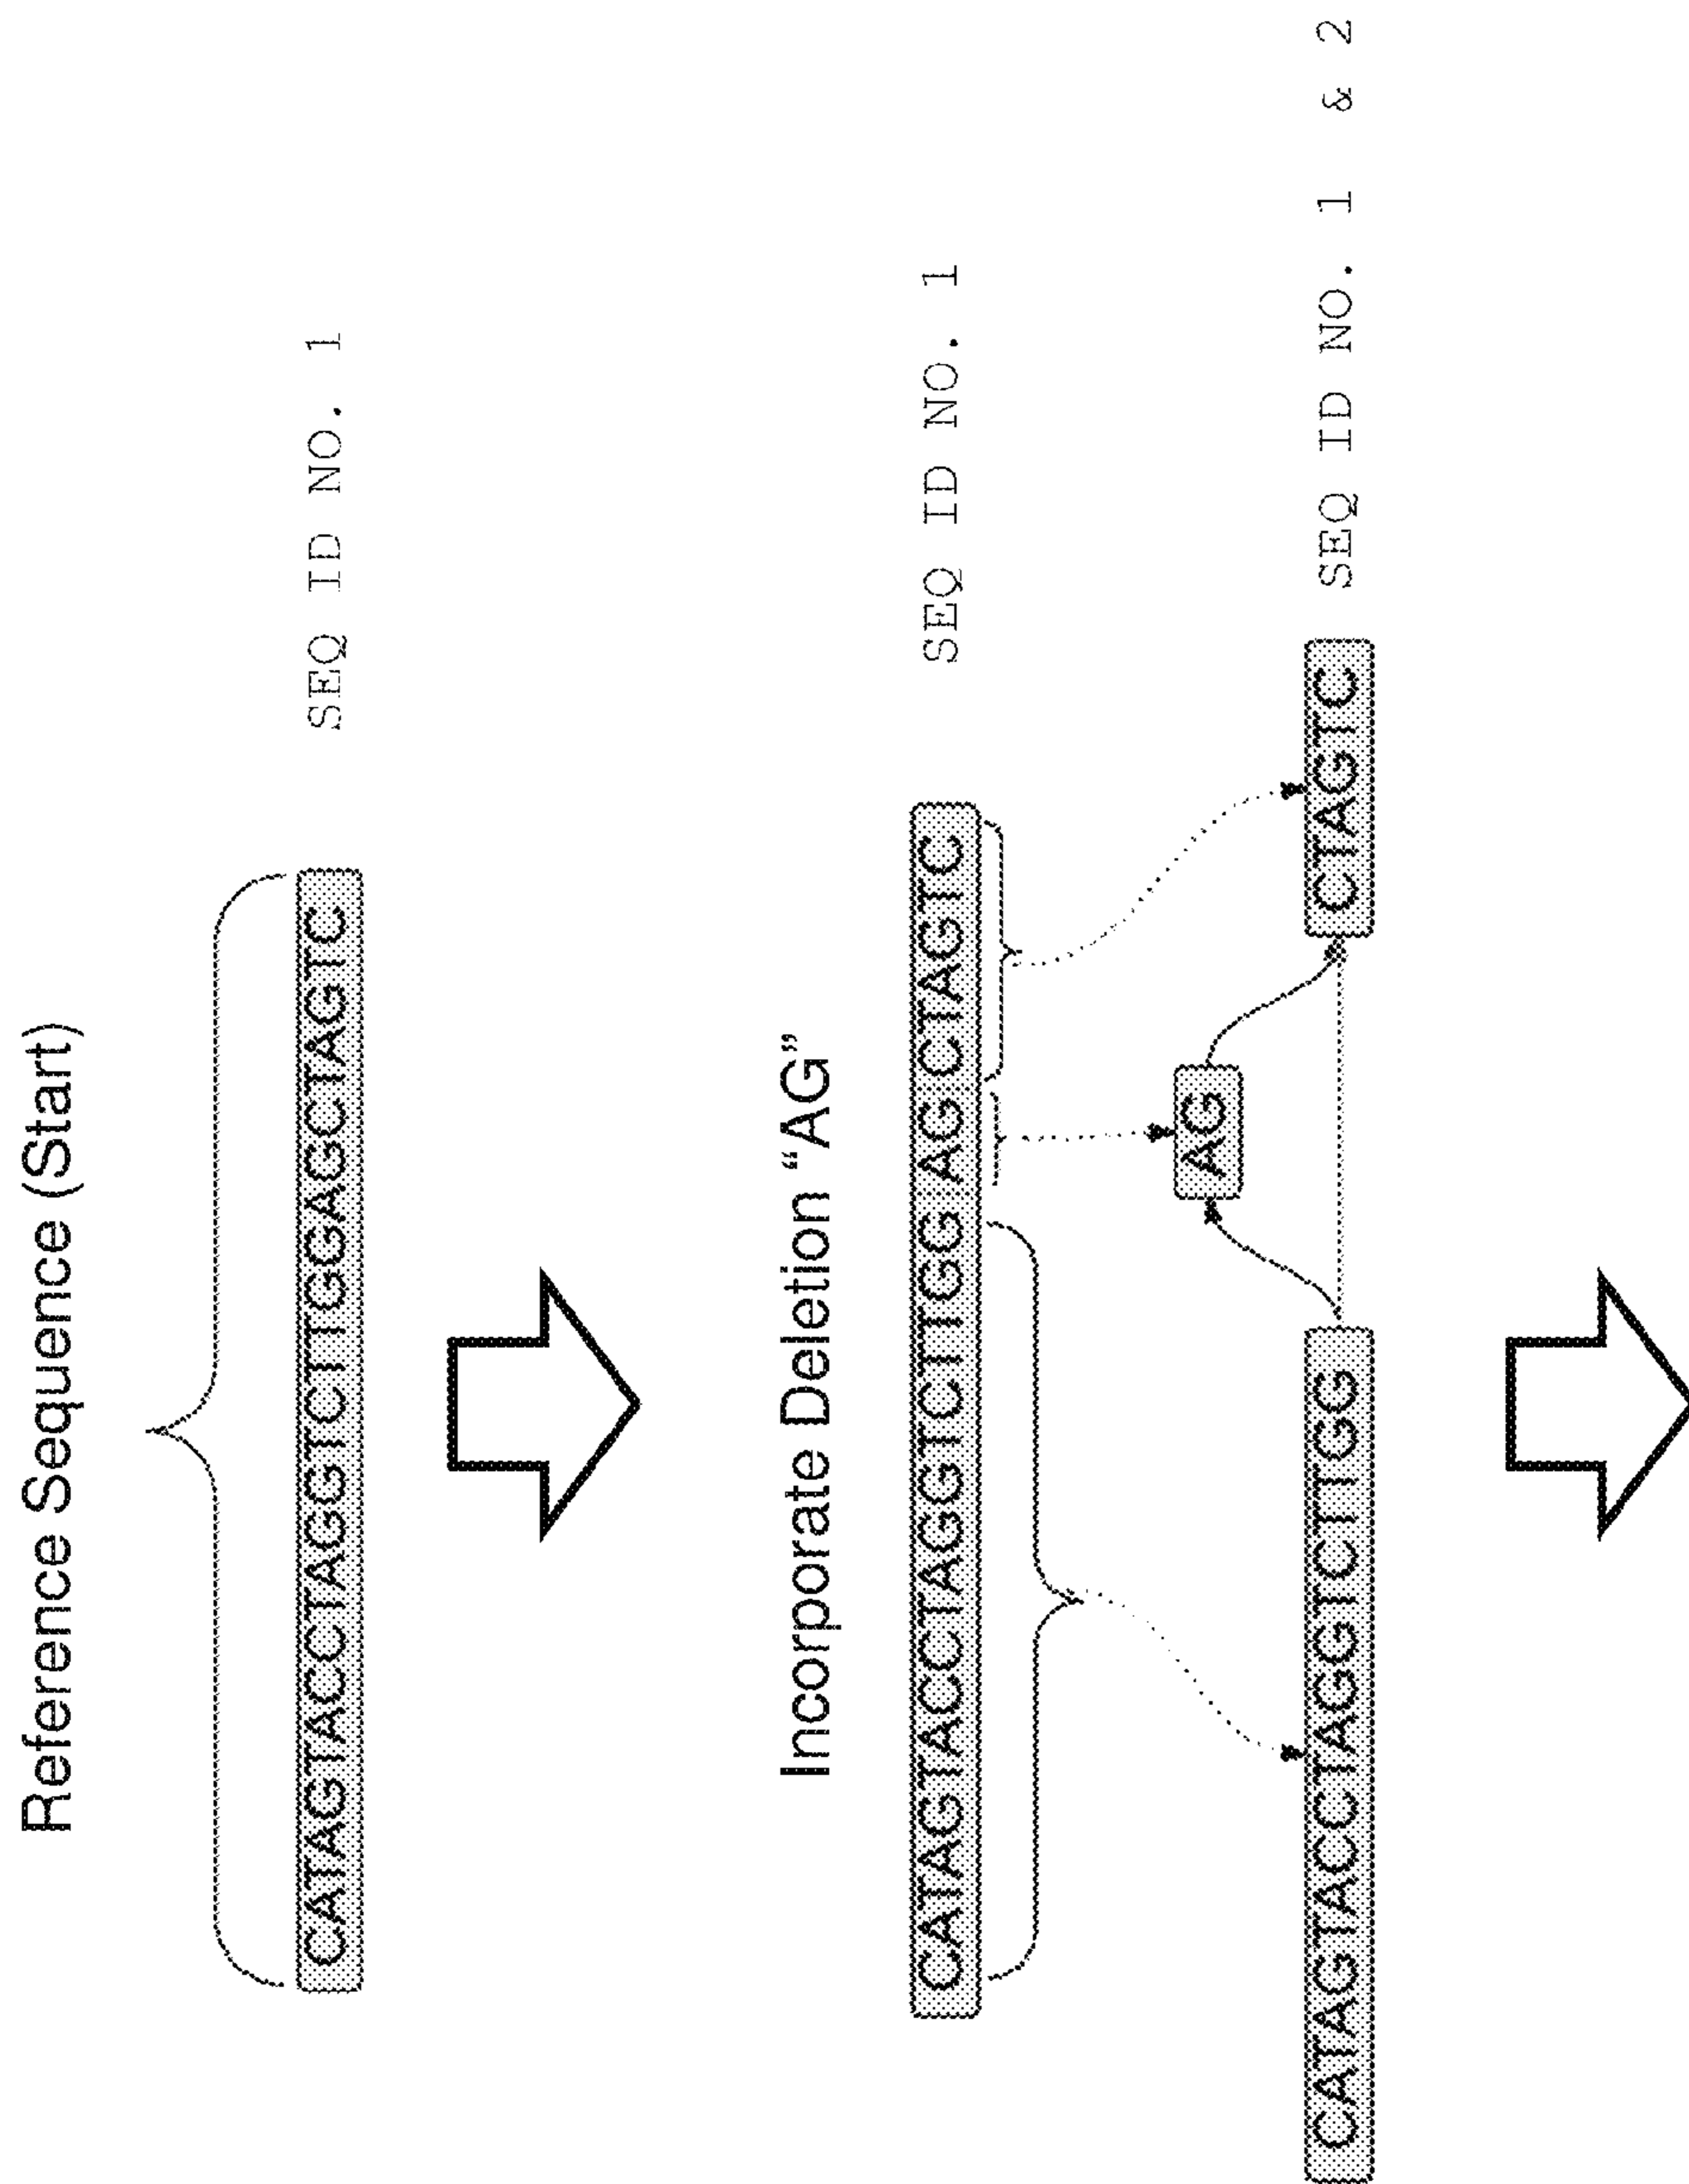 Reference Sequence (Start)
CATAGTACCTAGGTCTTGGAGCTAGTC SEQ ID NO. 1
Incorporate Deletion “AG”
CATAGTACCTAGGTCTTGG AG CTAGTC SEQ ID NO. 1
AG
CATAGTACCTAGGTCTTGG CTAGTC SEQ ID NO. 1 & 2